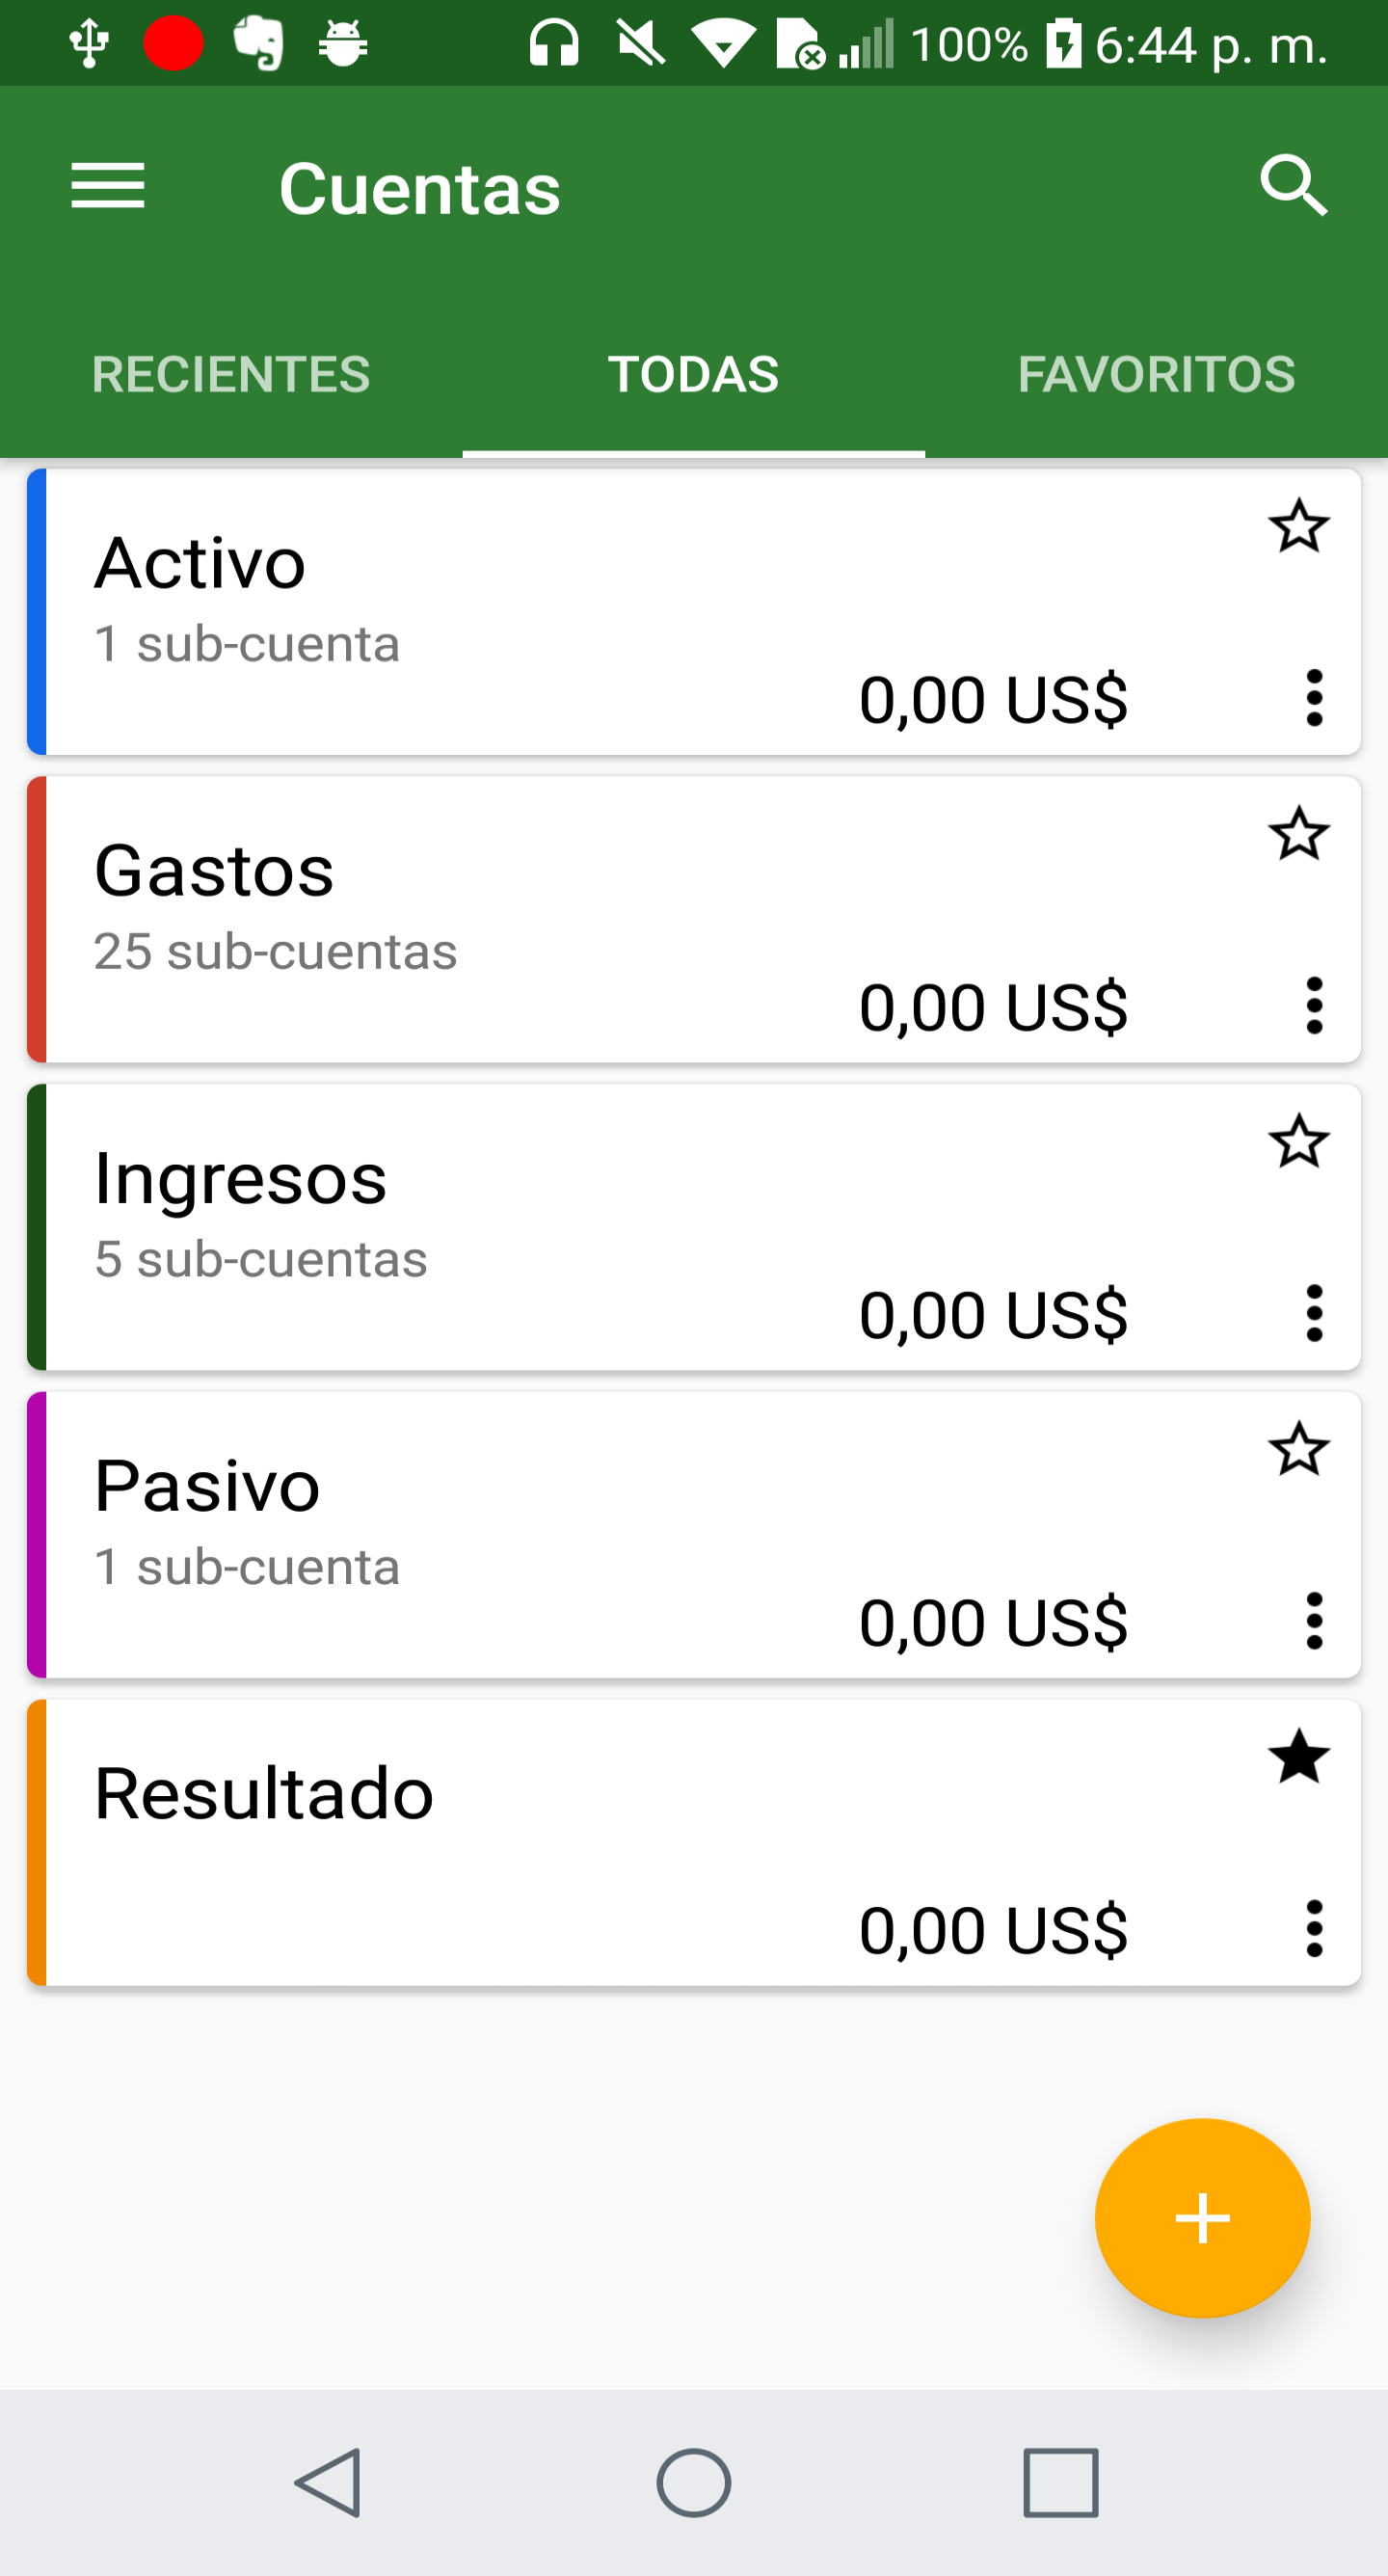 100% 6:44 p. m.
Cuentas
RECIENTES TODAS FAVORITOS
Activo
1 sub-cuenta
0,00 US$
Gastos
25 sub-cuentas
0,00 US$
Ingresos
5 sub-cuentas
0,00 US$
Pasivo
1 sub-cuenta
0,00 US$
Resultado
0,00 US$